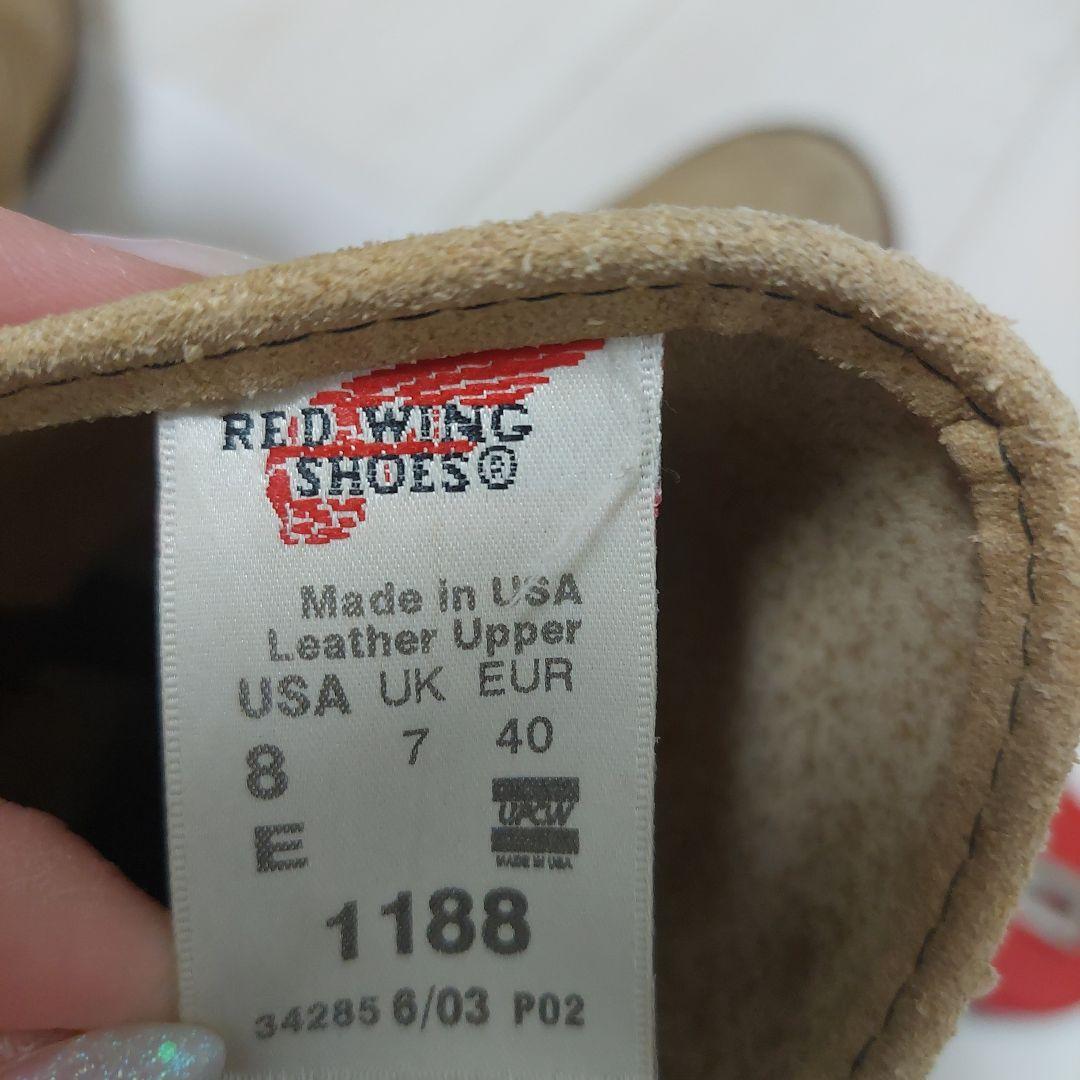 RED WING
SHOES®
Made in USA
Leather Upper
USA UK EUR
8 7 40
E
UFCW
MADE IN USA
1188
34285 6/03 P02